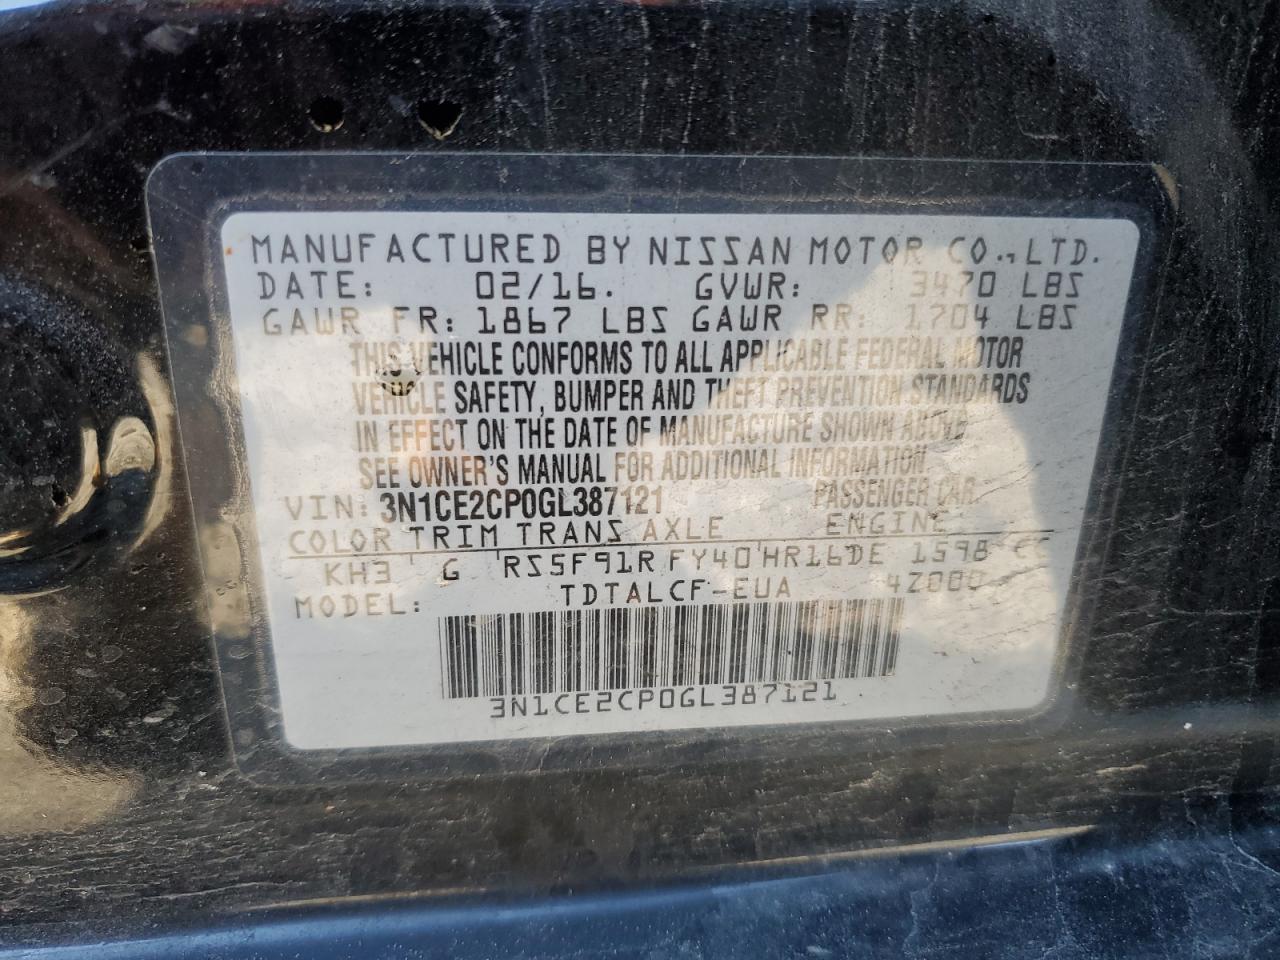 MANUFACTURED BY NISSAN MOTOR CO., LTD.
DATE: 02/16. GVWR: 3470 LBS
GAWR FR: 1867 LBS GAWR RR: 1704 LBS
THIS VEHICLE CONFORMS TO ALL APPLICABLE FEDERAL MOTOR
VEHICLE SAFETY, BUMPER AND THEFT PREVENTION STANDARDS
IN EFFECT ON THE DATE OF MANUFACTURE SHOWN ABOVE
SEE OWNER'S MANUAL FOR ADDITIONAL INFORMATION
VIN: 3N1CE2CP0GL387121 PASSENGER CAR
COLOR TRIM TRANS AXLE ENGINE
KH3 G RS5F91R FY40 HR16DE 1598 CC
MODEL: TDTALCF-EUA 4Z000
3N1CE2CP0GL387121